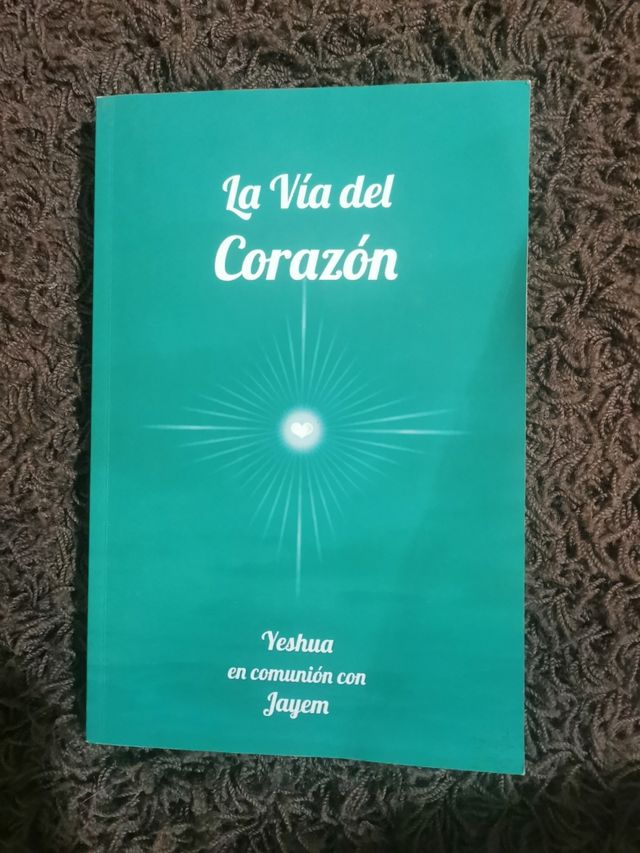 La Vía del
Corazón
Yeshua
en comunión con
Jayem